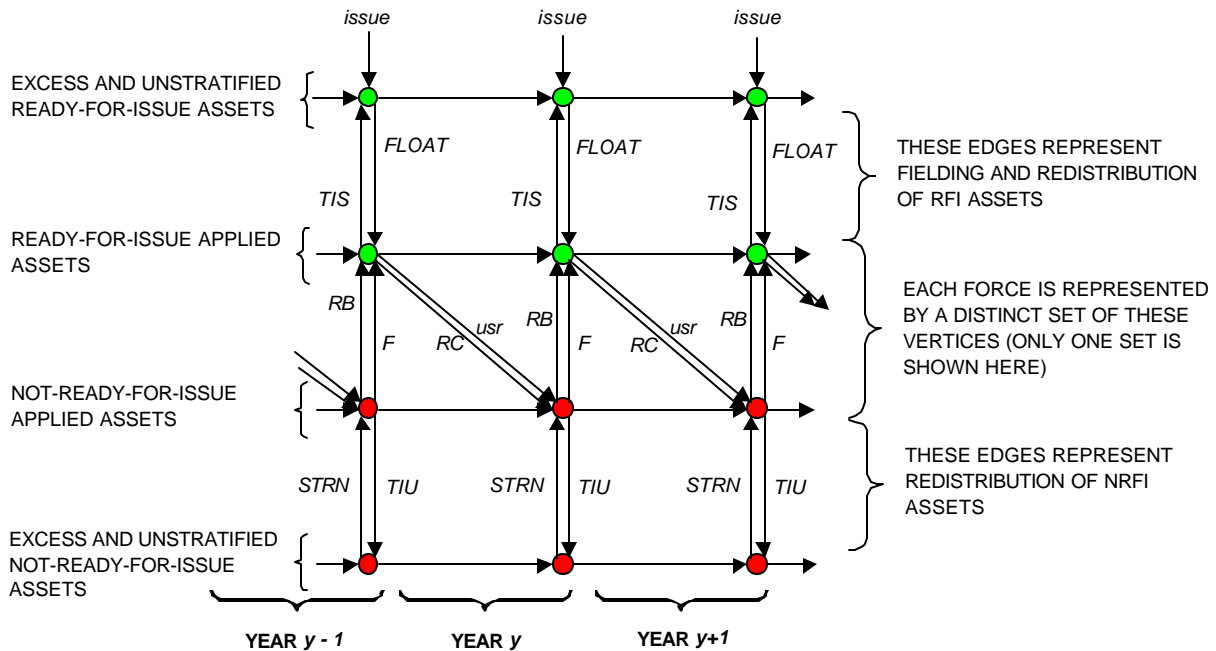 issue
issue
issue
EXCESS AND UNSTRATIFIED
READY-FOR-ISSUE ASSETS
FLOAT
FLOAT
FLOAT
THESE EDGES REPRESENT
FIELDING AND REDISTRIBUTION
OF RFI ASSETS
TIS
TIS
TIS
READY-FOR-ISSUE APPLIED
ASSETS
RB
F
RC
usr
RB
F
RC
usr
RB
F
EACH FORCE IS REPRESENTED
BY A DISTINCT SET OF THESE
VERTICES (ONLY ONE SET IS
SHOWN HERE)
NOT-READY-FOR-ISSUE
APPLIED ASSETS
STRN
TIU
STRN
TIU
STRN
TIU
THESE EDGES REPRESENT
REDISTRIBUTION OF NRFI
ASSETS
EXCESS AND UNSTRATIFIED
NOT-READY-FOR-ISSUE
ASSETS
YEAR y - 1
YEAR y
YEAR y+1